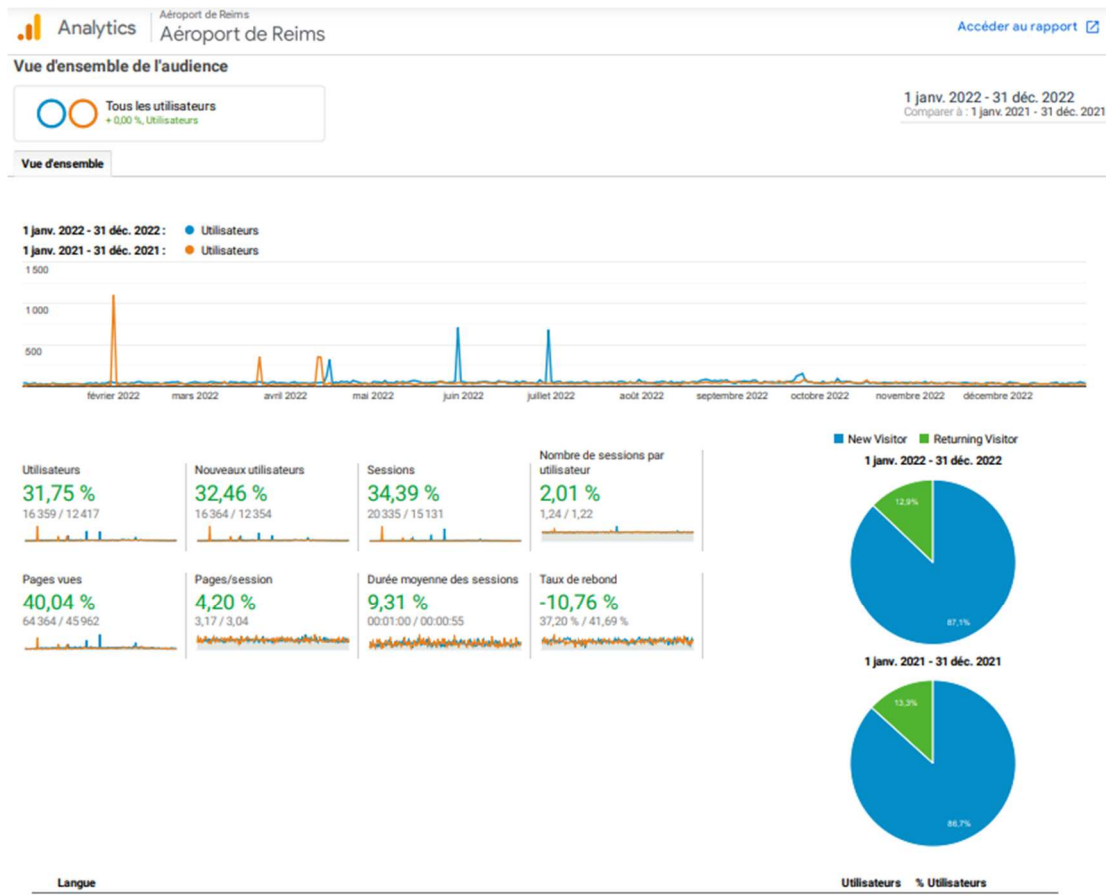 Analytics
Aéroport de Reims
Aéroport de Reims
Accéder au rapport
Vue d'ensemble de l'audience
Tous les utilisateurs
+ 0,00 %, Utilisateurs
1 janv. 2022 - 31 déc. 2022
Comparer à : 1 janv. 2021 - 31 déc. 2021
Vue d'ensemble
1 janv. 2022 - 31 déc. 2022 : Utilisateurs
1 janv. 2021 - 31 déc. 2021 : Utilisateurs
1 500
1 000
500
février 2022 mars 2022 avril 2022 mai 2022 juin 2022 juillet 2022 août 2022 septembre 2022 octobre 2022 novembre 2022 décembre 2022
Utilisateurs
31,75 %
16 359 / 12 417
Nouveaux utilisateurs
32,46 %
16 364 / 12 354
Sessions
34,39 %
20 335 / 15 131
Nombre de sessions par
utilisateur
2,01 %
1,24 / 1,22
Pages vues
40,04 %
64 364 / 45 962
Pages/session
4,20 %
3,17 / 3,04
Durée moyenne des sessions
9,31 %
00:01:00 / 00:00:55
Taux de rebond
-10,76 %
37,20 % / 41,69 %
New Visitor Returning Visitor
1 janv. 2022 - 31 déc. 2022
12,9%
87,1%
1 janv. 2021 - 31 déc. 2021
13,3%
86,7%
Langue Utilisateurs % Utilisateurs